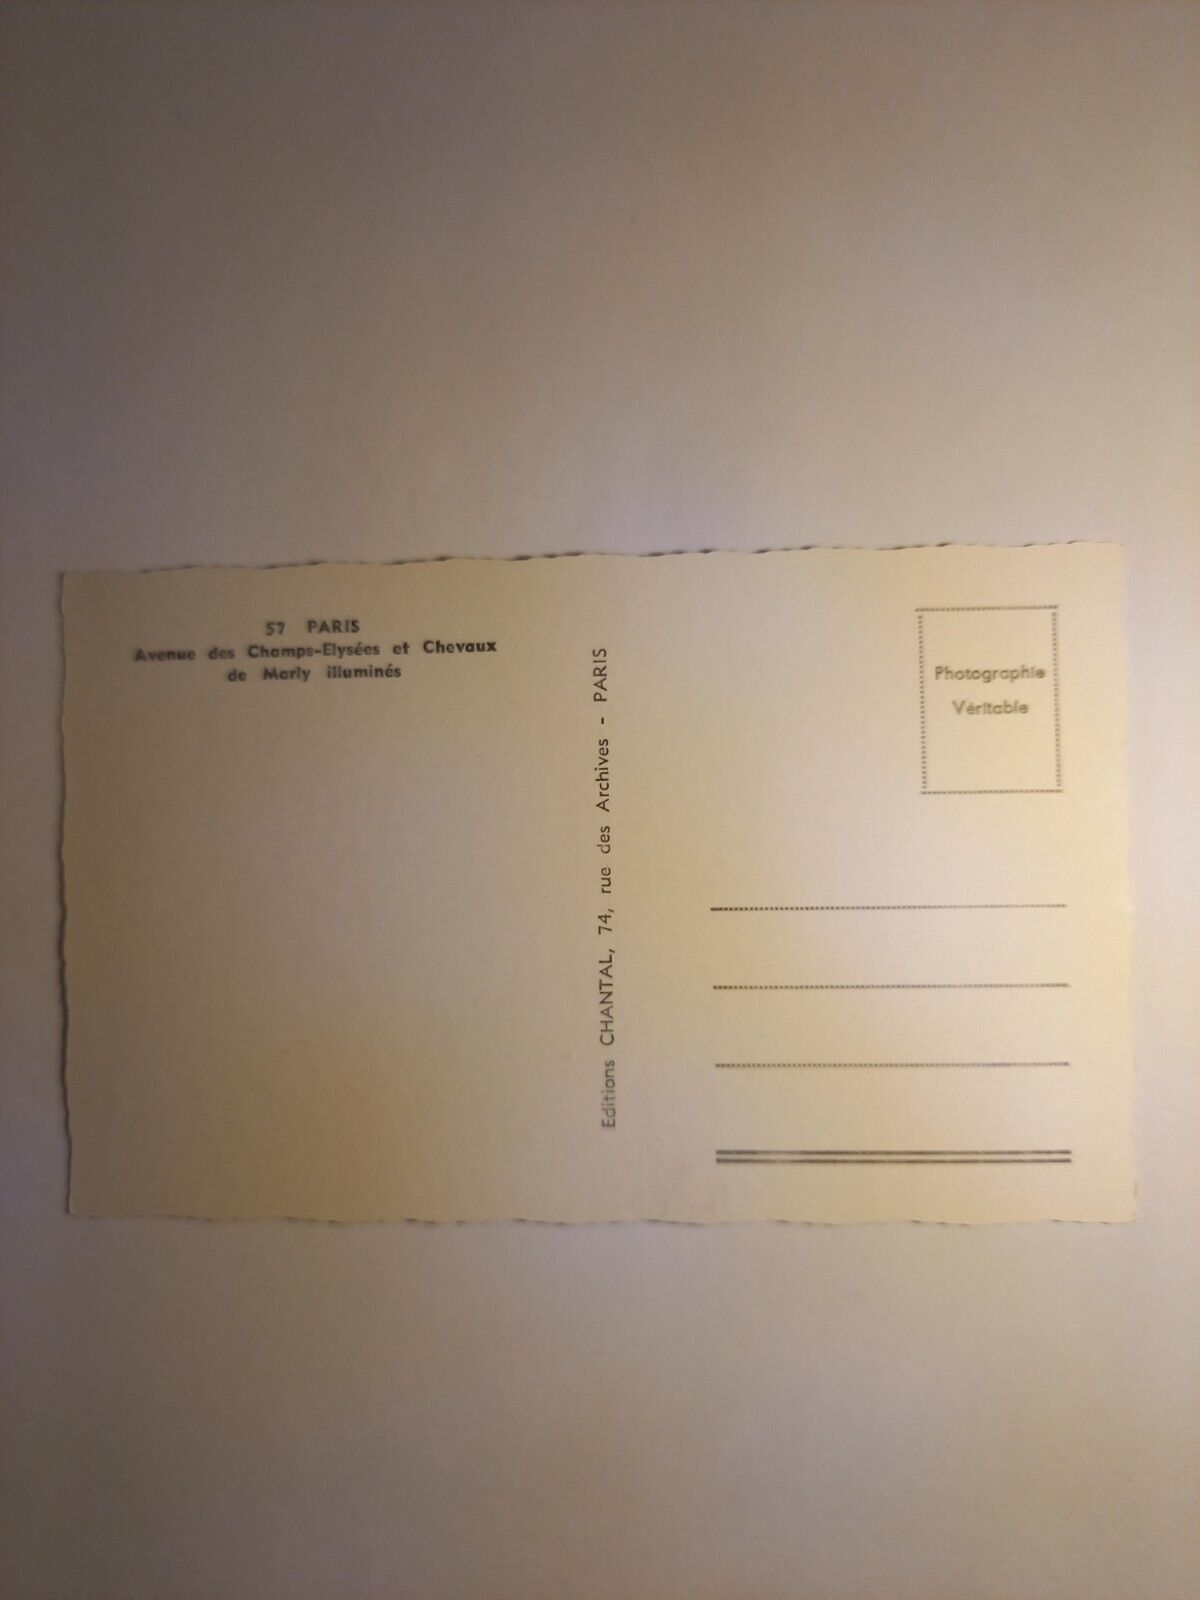 57 PARIS
Avenue des Champs-Elysées et Chevaux
de Marly illuminés
Editions CHANTAL, 74, rue des Archives - PARIS
Photographie
Véritable